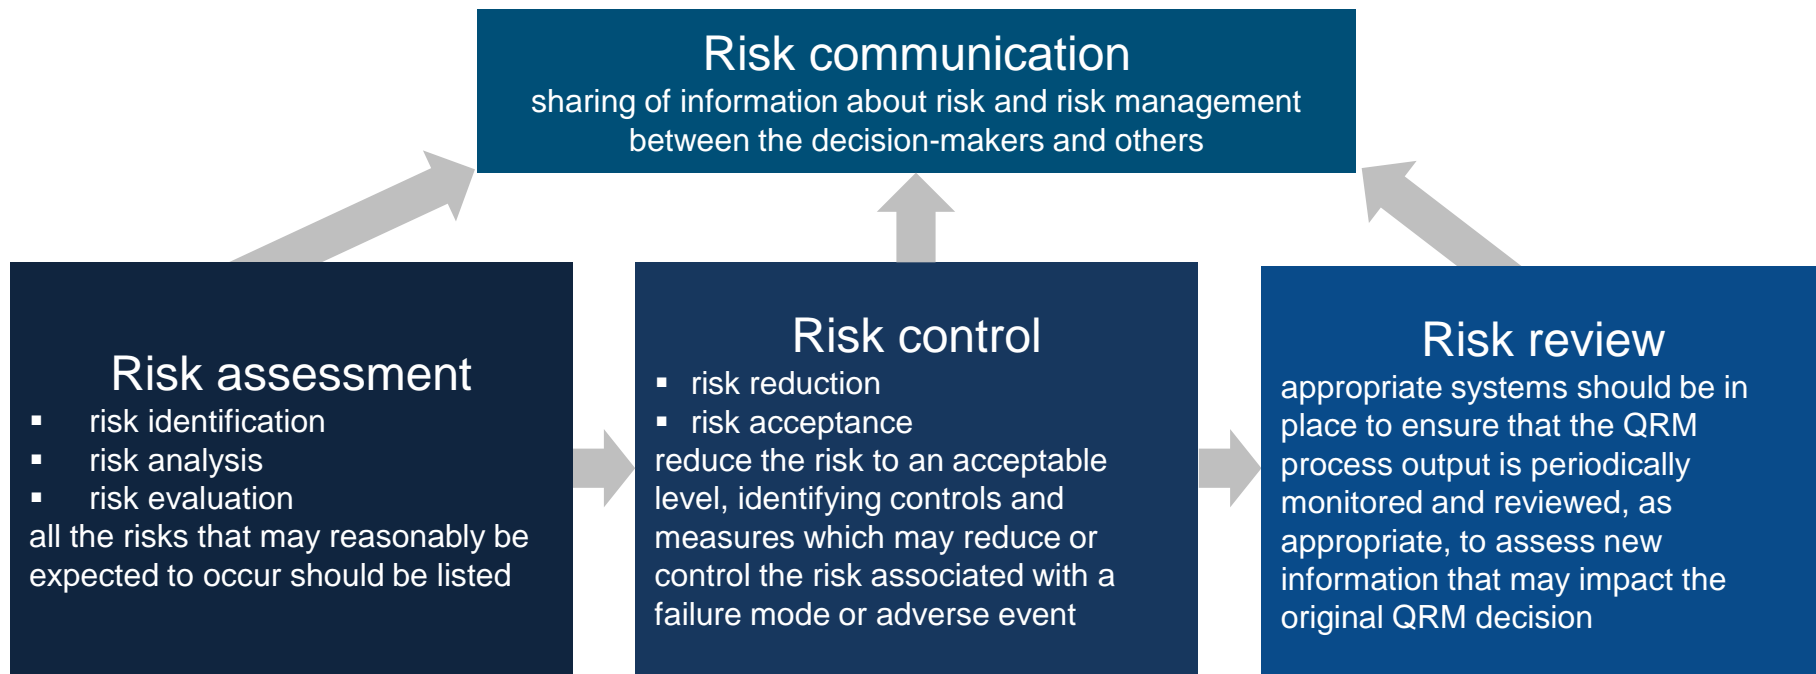 Risk communication
sharing of information about risk and risk management
between the decision-makers and others
Risk assessment
▪ risk identification
▪ risk analysis
▪ risk evaluation
all the risks that may reasonably be
expected to occur should be listed
Risk control
▪ risk reduction
▪ risk acceptance
reduce the risk to an acceptable
level, identifying controls and
measures which may reduce or
control the risk associated with a
failure mode or adverse event
Risk review
appropriate systems should be in
place to ensure that the QRM
process output is periodically
monitored and reviewed, as
appropriate, to assess new
information that may impact the
original QRM decision